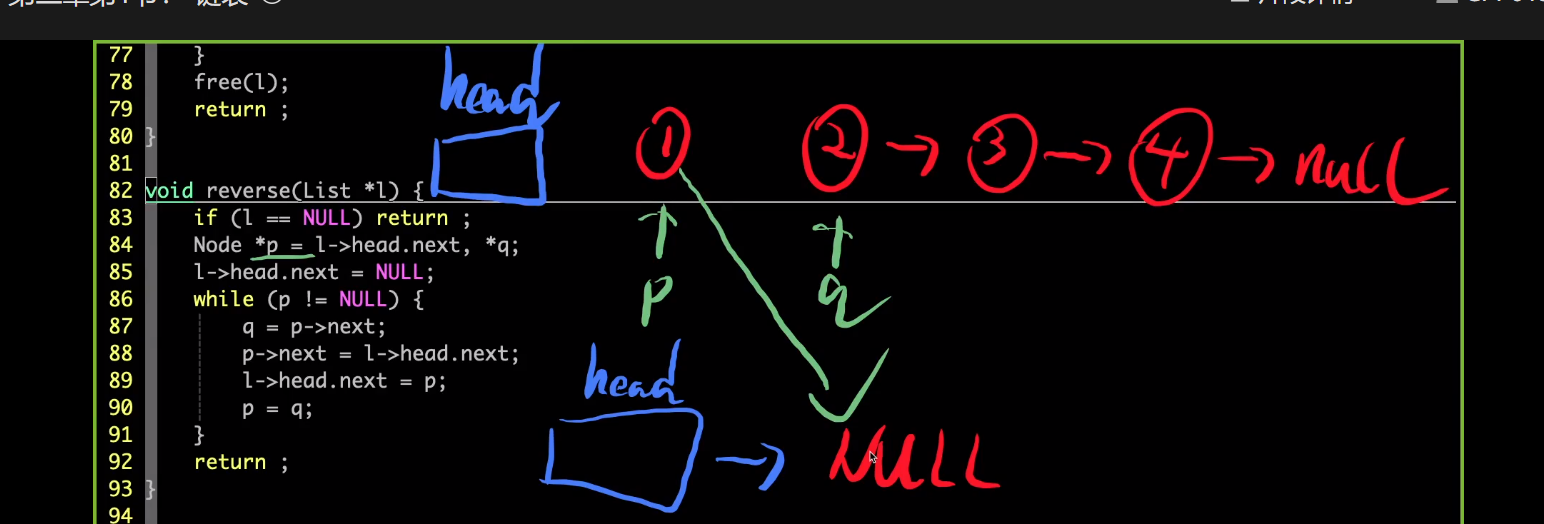 77 }
78 free(l);
79 return ;
80 }
81
82 void reverse(List *l) {
83 if (l == NULL) return ;
84 Node *p = l->head.next, *q;
85 l->head.next = NULL;
86 while (p != NULL) {
87 q = p->next;
88 p->next = l->head.next;
89 l->head.next = p;
90 p = q;
91 }
92 return ;
93 }
94
head
1 2 → 3 → 4 → null
p q
head
→ NULL